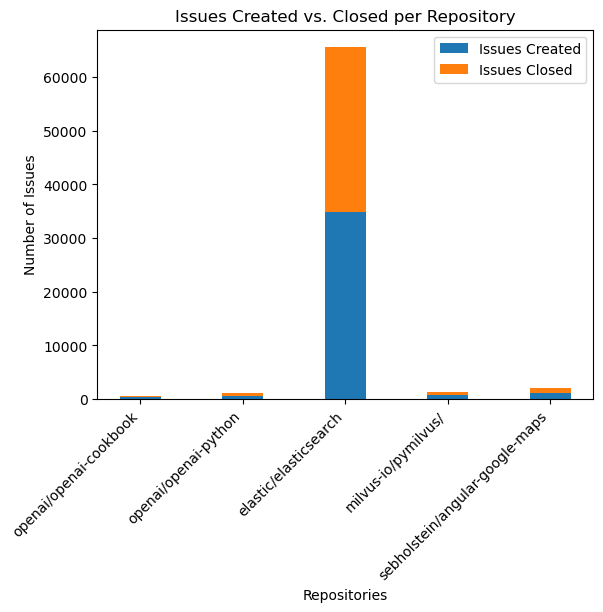 Issues Created vs. Closed per Repository
Issues Created
Issues Closed
Number of Issues
60000
50000
40000
30000
20000
10000
0
openai/openai-cookbook
openai/openai-python
elastic/elasticsearch
milvus-io/pymilvus/
sebholstein/angular-google-maps
Repositories